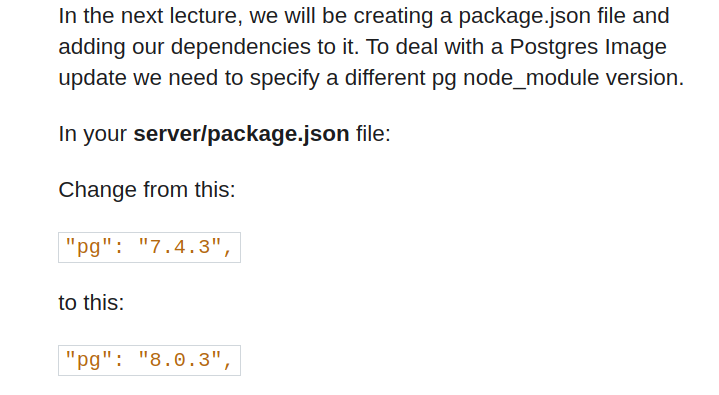 In the next lecture, we will be creating a package.json file and
adding our dependencies to it. To deal with a Postgres Image
update we need to specify a different pg node_module version.
In your server/package.json file:
Change from this:
"pg": "7.4.3",
to this:
"pg": "8.0.3",